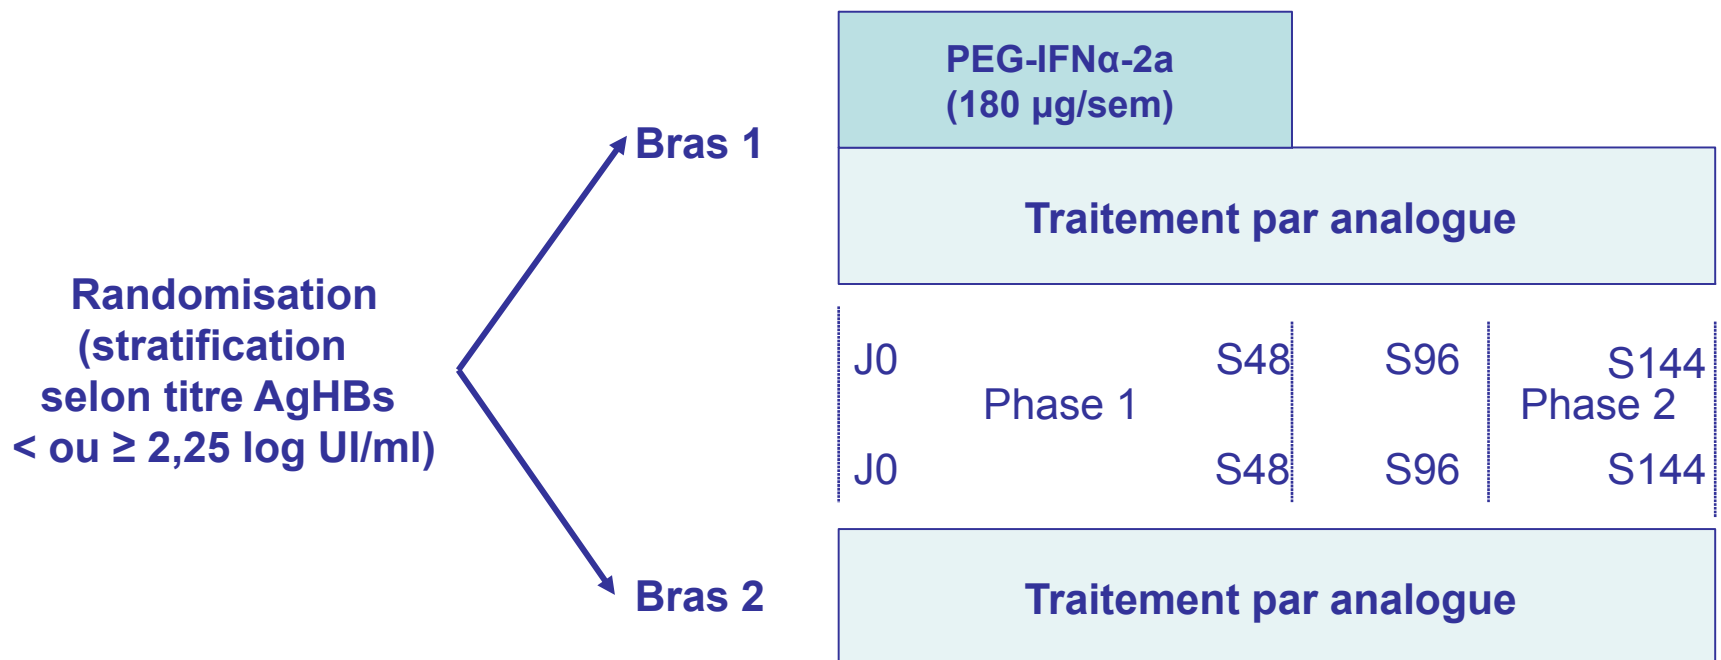 PEG-IFNα-2a
(180 µg/sem)
Bras 1
Traitement par analogue
Randomisation
(stratification
selon titre AgHBs
< ou ≥ 2,25 log UI/ml)
J0 S48 S96 S144
Phase 1 Phase 2
J0 S48 S96 S144
Bras 2
Traitement par analogue